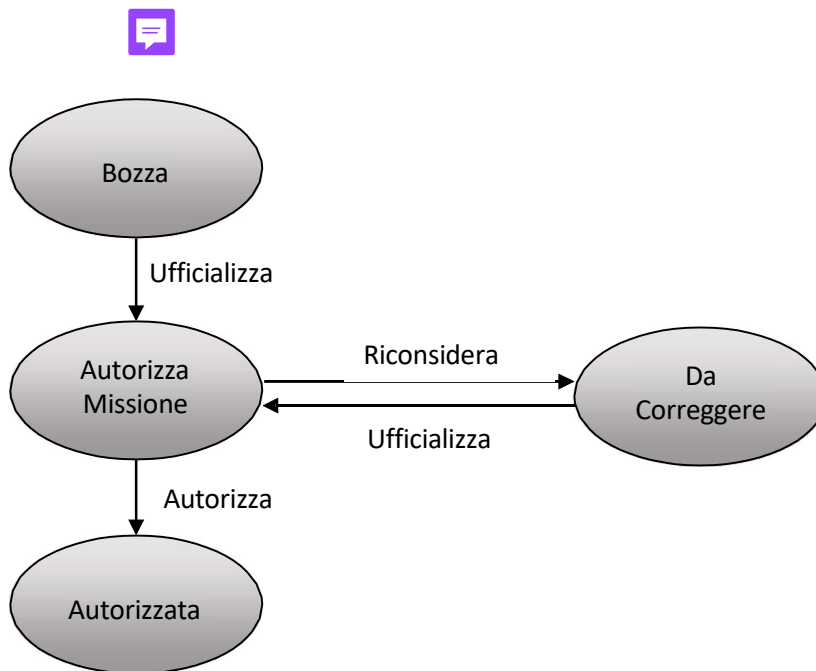 Bozza
Ufficializza
Autorizza
Missione
Riconsidera
Ufficializza
Da
Correggere
Autorizza
Autorizzata